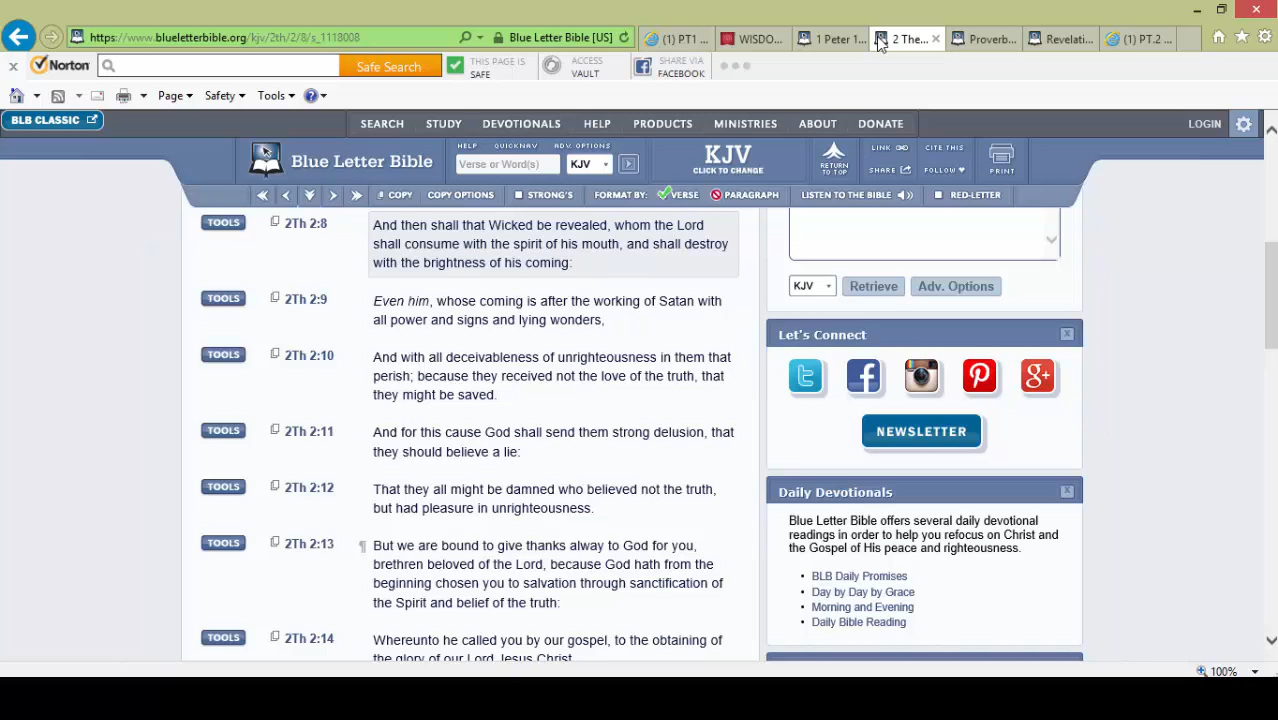 https://www.blueletterbible.org/kjv/2th/2/8/s_1118008
Blue Letter Bible [US]
(1) PT1 ...
WISDO...
1 Peter 1...
2 The...
Proverb...
Revelati...
(1) PT.2 ...
Norton
Safe Search
THIS PAGE IS
SAFE
ACCESS
VAULT
SHARE VIA
FACEBOOK
Page
Safety
Tools
BLB CLASSIC
SEARCH STUDY DEVOTIONALS HELP PRODUCTS MINISTRIES ABOUT DONATE
LOGIN
Blue Letter Bible
HELP QUICKNAV ADV. OPTIONS
Verse or Word(s)
KJV
KJV
CLICK TO CHANGE
RETURN
TO TOP
LINK
CITE THIS
SHARE
FOLLOW
PRINT
COPY COPY OPTIONS STRONG'S FORMAT BY: VERSE PARAGRAPH LISTEN TO THE BIBLE RED-LETTER
TOOLS 2Th 2:8 And then shall that Wicked be revealed, whom the Lord
shall consume with the spirit of his mouth, and shall destroy
with the brightness of his coming:
TOOLS 2Th 2:9 Even him, whose coming is after the working of Satan with
all power and signs and lying wonders,
TOOLS 2Th 2:10 And with all deceivableness of unrighteousness in them that
perish; because they received not the love of the truth, that
they might be saved.
TOOLS 2Th 2:11 And for this cause God shall send them strong delusion, that
they should believe a lie:
TOOLS 2Th 2:12 That they all might be damned who believed not the truth,
but had pleasure in unrighteousness.
TOOLS 2Th 2:13 ¶ But we are bound to give thanks alway to God for you,
brethren beloved of the Lord, because God hath from the
beginning chosen you to salvation through sanctification of
the Spirit and belief of the truth:
TOOLS 2Th 2:14 Whereunto he called you by our gospel, to the obtaining of
the glory of our Lord Jesus Christ.
KJV
Retrieve
Adv. Options
Let's Connect
NEWSLETTER
Daily Devotionals
Blue Letter Bible offers several daily devotional
readings in order to help you refocus on Christ and
the Gospel of His peace and righteousness.
• BLB Daily Promises
• Day by Day by Grace
• Morning and Evening
• Daily Bible Reading
100%